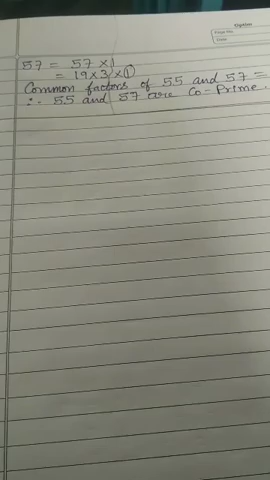 57 = 57 × 1
= 19 × 3 × 1
Common factors of 55 and 57 =
∴ 55 and 57 are Co-Prime.